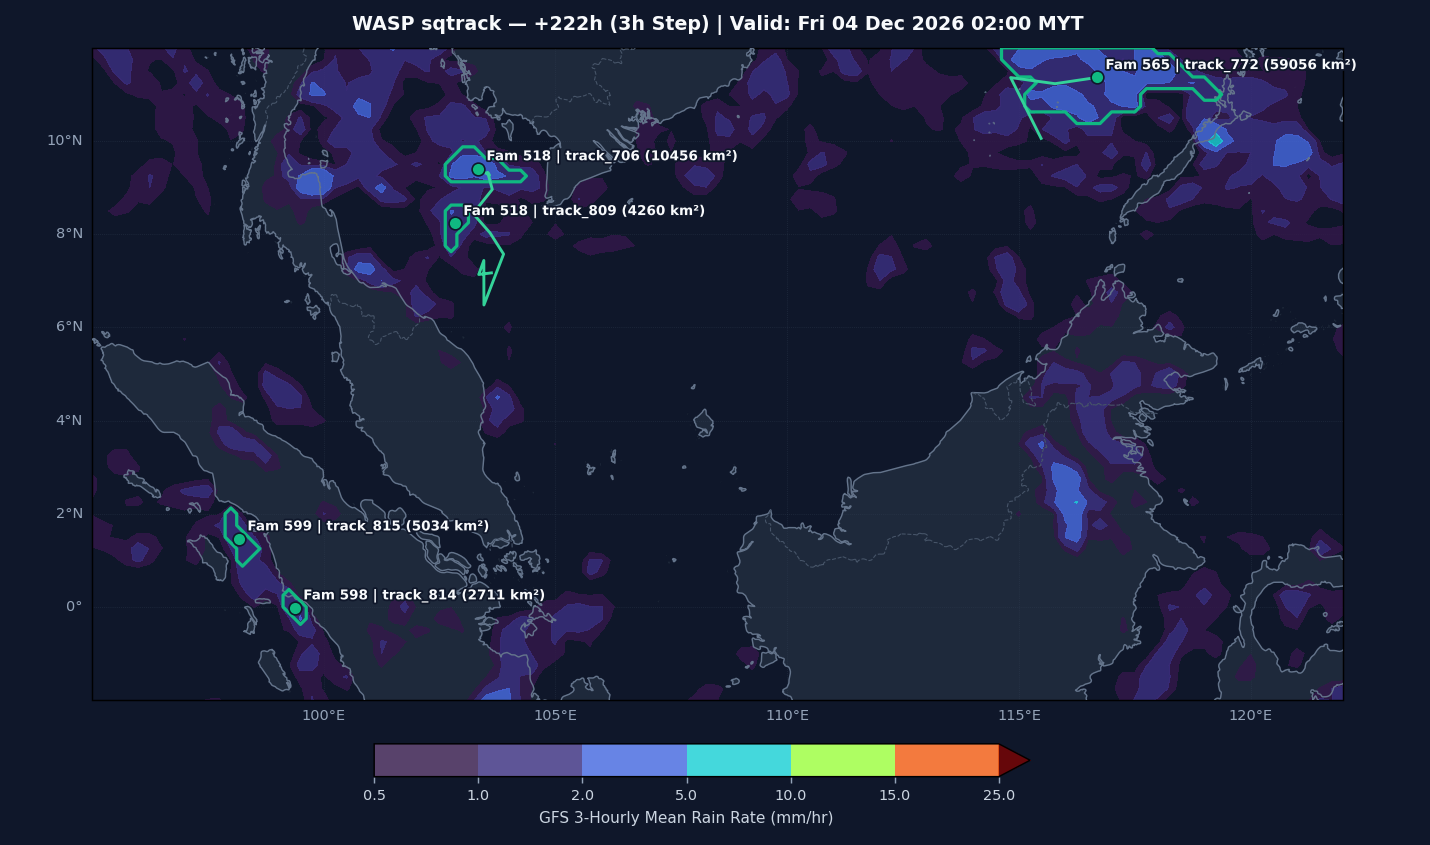 WASP sqtrack — +222h (3h Step) | Valid: Fri 04 Dec 2026 02:00 MYT
Fam 565 | track_772 (59056 km²)
10°N
Fam 518 | track_706 (10456 km²)
Fam 518 | track_809 (4260 km²)
8°N
6°N
4°N
2°N
Fam 599 | track_815 (5034 km²)
Fam 598 | track_814 (2711 km²)
0°
100°E 105°E 110°E 115°E 120°E
0.5 1.0 2.0 5.0 10.0 15.0 25.0
GFS 3-Hourly Mean Rain Rate (mm/hr)